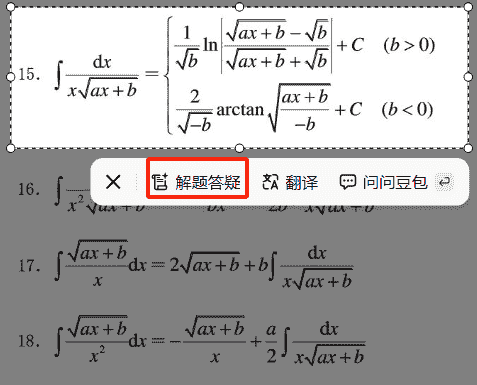 15. ∫ dx / (x√(ax+b)) = { 1/√b ln |(√(ax+b) − √b) / (√(ax+b) + √b)| + C (b > 0)
2/√(−b) arctan √((ax+b)/(−b)) + C (b < 0)
解题答疑 翻译 问问豆包
16. ∫
17. ∫ √(ax+b) / x dx = 2√(ax+b) + b∫ dx / (x√(ax+b))
18. ∫ √(ax+b) / x² dx = − √(ax+b) / x + a/2 ∫ dx / (x√(ax+b))